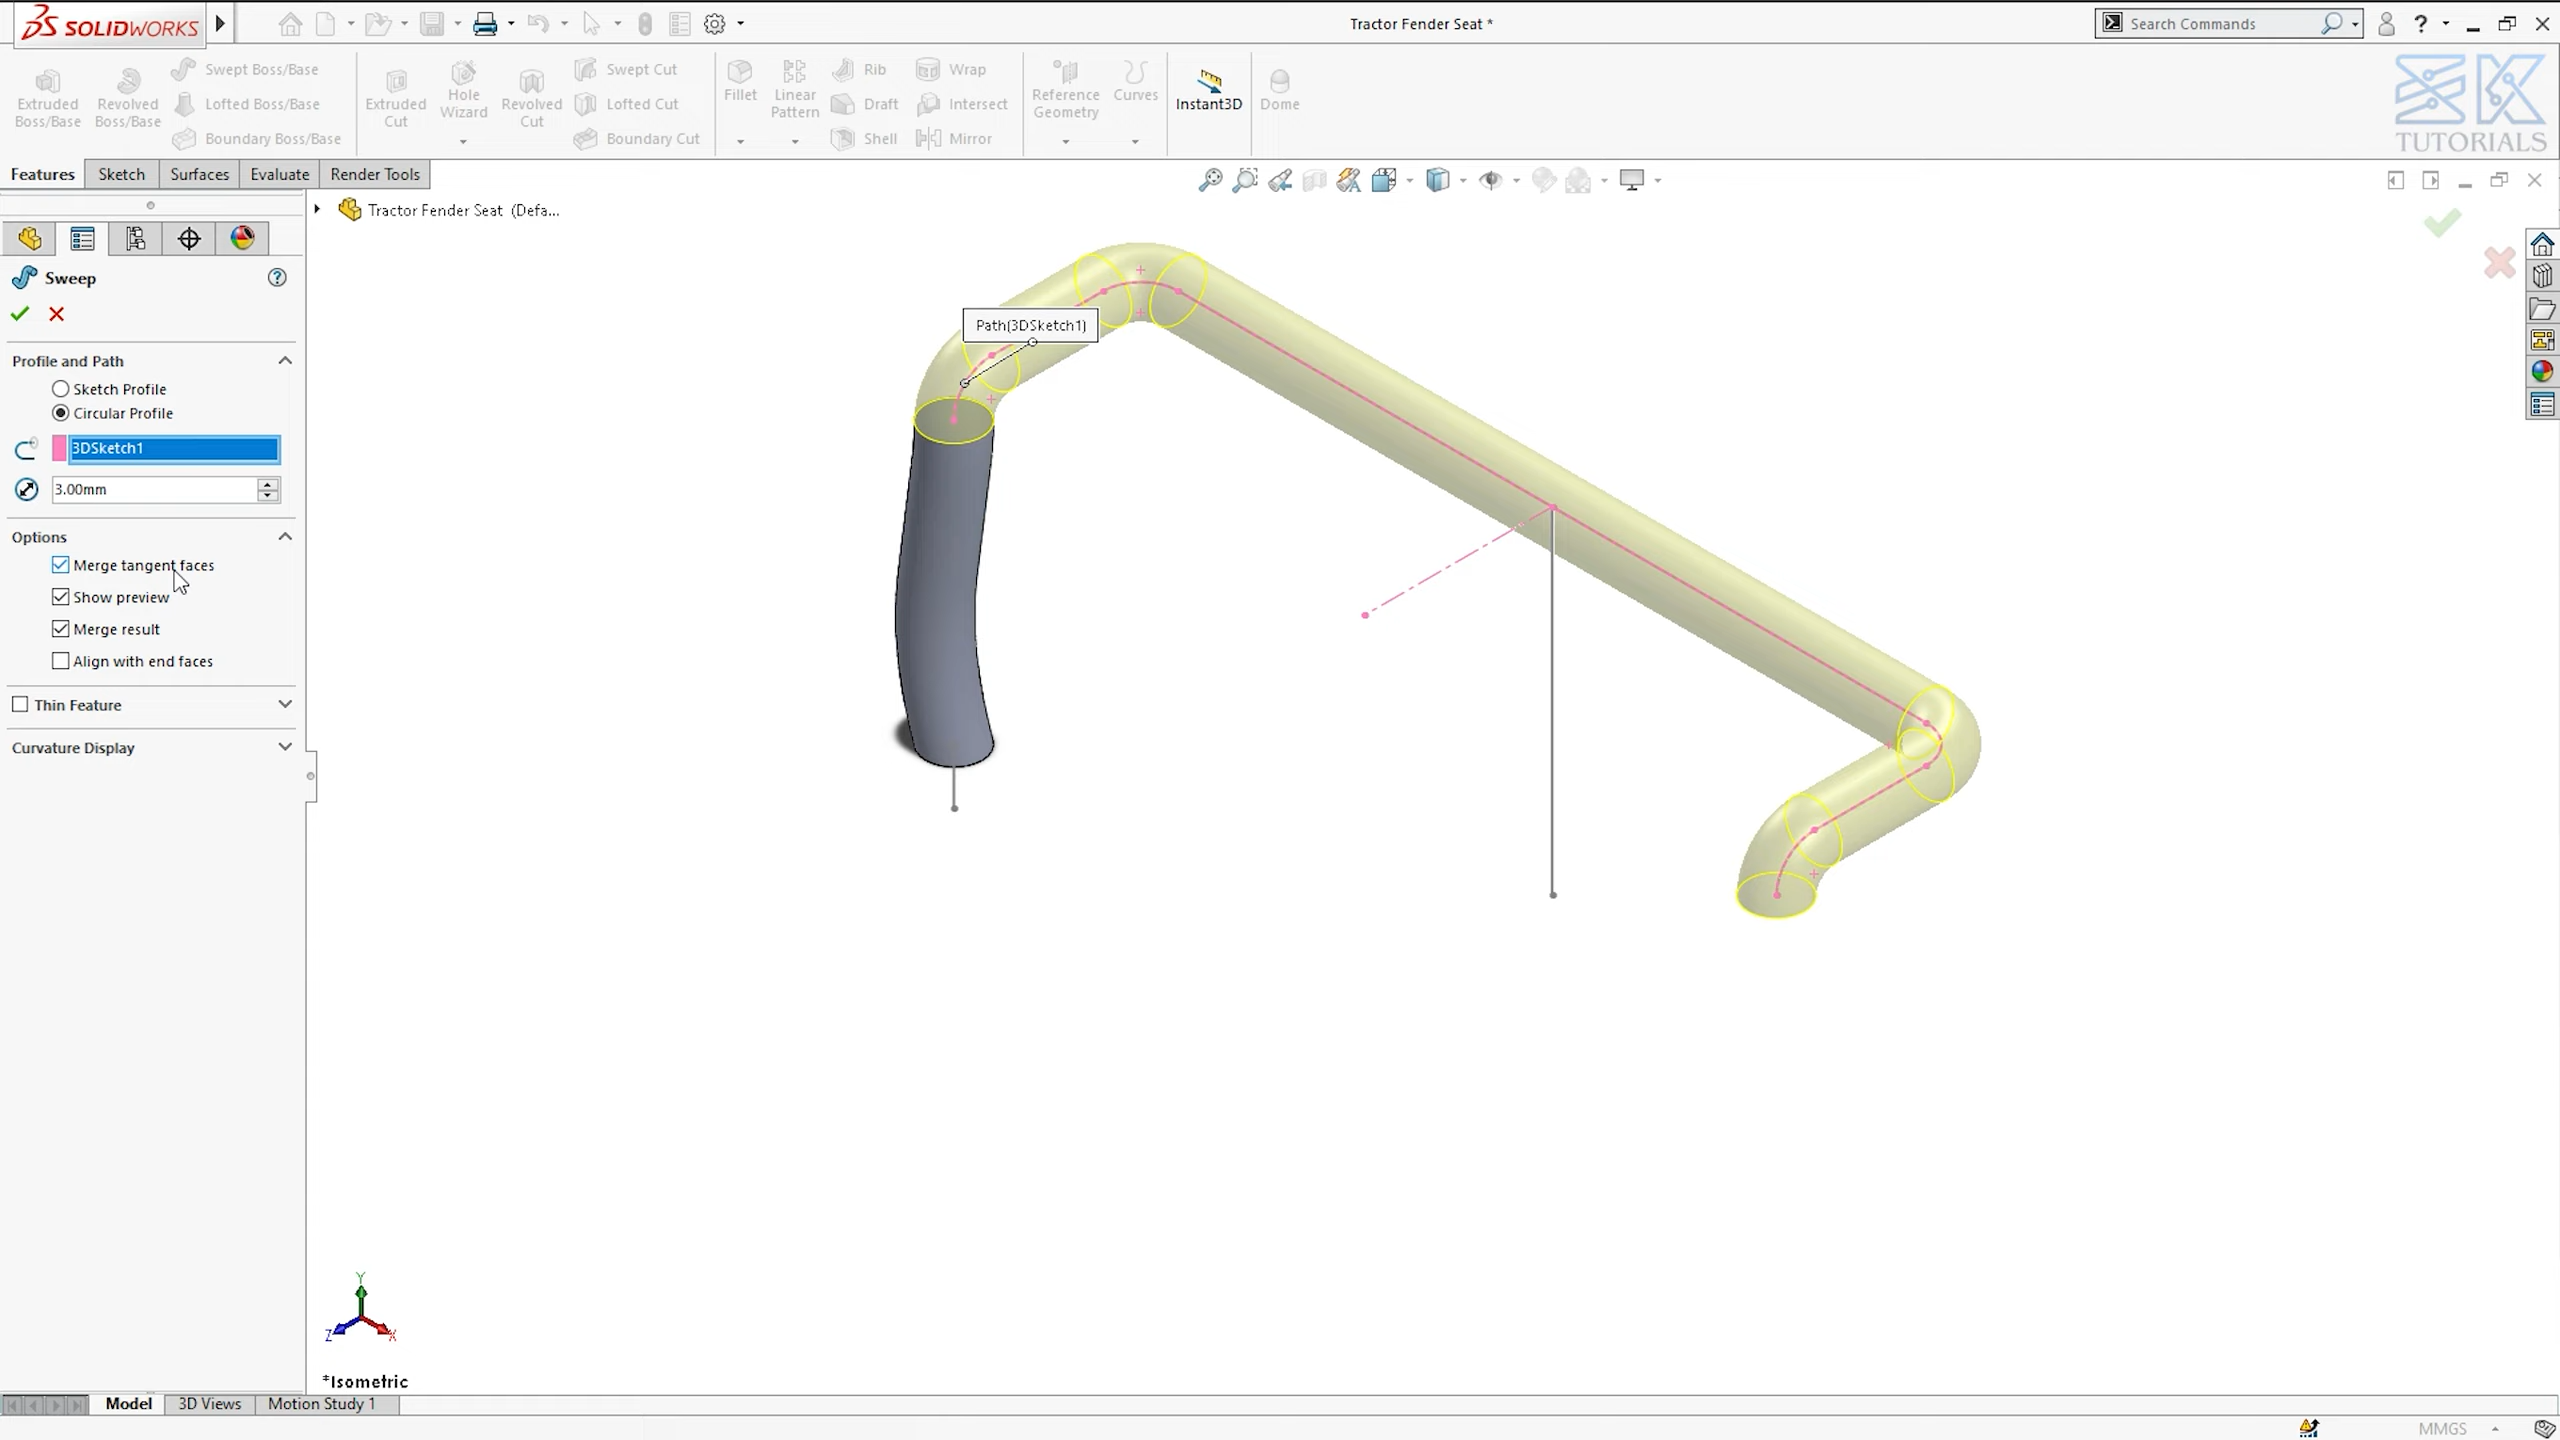 SOLIDWORKS
Tractor Fender Seat *
Search Commands
?
Extruded Boss/Base
Revolved Boss/Base
Swept Boss/Base
Lofted Boss/Base
Boundary Boss/Base
Extruded Cut
Hole Wizard
Revolved Cut
Swept Cut
Lofted Cut
Boundary Cut
Fillet
Linear Pattern
Rib
Draft
Shell
Wrap
Intersect
Mirror
Reference Geometry
Curves
Instant3D
Dome
TUTORIALS
Features
Sketch
Surfaces
Evaluate
Render Tools
Tractor Fender Seat (Defa...
Sweep
?
Profile and Path
Sketch Profile
Circular Profile
3DSketch1
3.00mm
Options
Merge tangent faces
Show preview
Merge result
Align with end faces
Thin Feature
Curvature Display
Path(3DSketch1)
Y
Z
X
*Isometric
Model
3D Views
Motion Study 1
MMGS